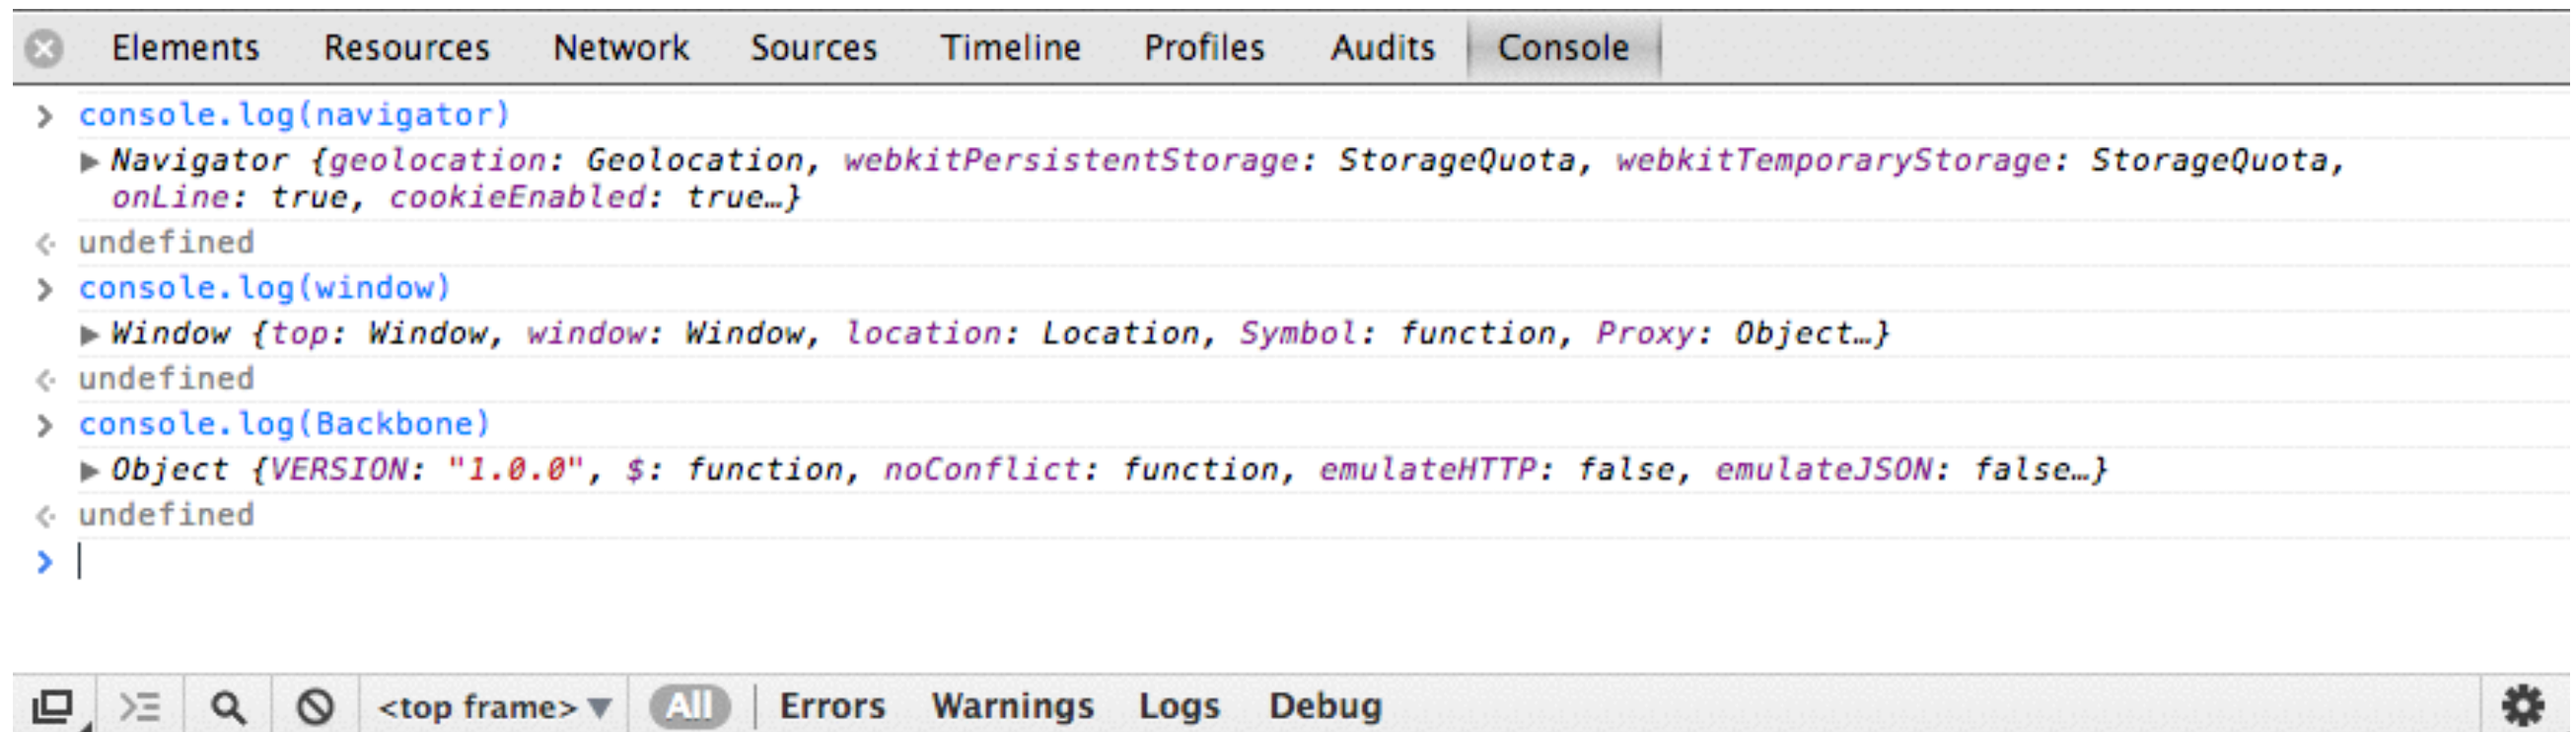 Elements Resources Network Sources Timeline Profiles Audits Console
console.log(navigator)
Navigator {geolocation: Geolocation, webkitPersistentStorage: StorageQuota, webkitTemporaryStorage: StorageQuota,
onLine: true, cookieEnabled: true…}
undefined
console.log(window)
Window {top: Window, window: Window, location: Location, Symbol: function, Proxy: Object…}
undefined
console.log(Backbone)
Object {VERSION: "1.0.0", $: function, noConflict: function, emulateHTTP: false, emulateJSON: false…}
undefined
<top frame> All Errors Warnings Logs Debug